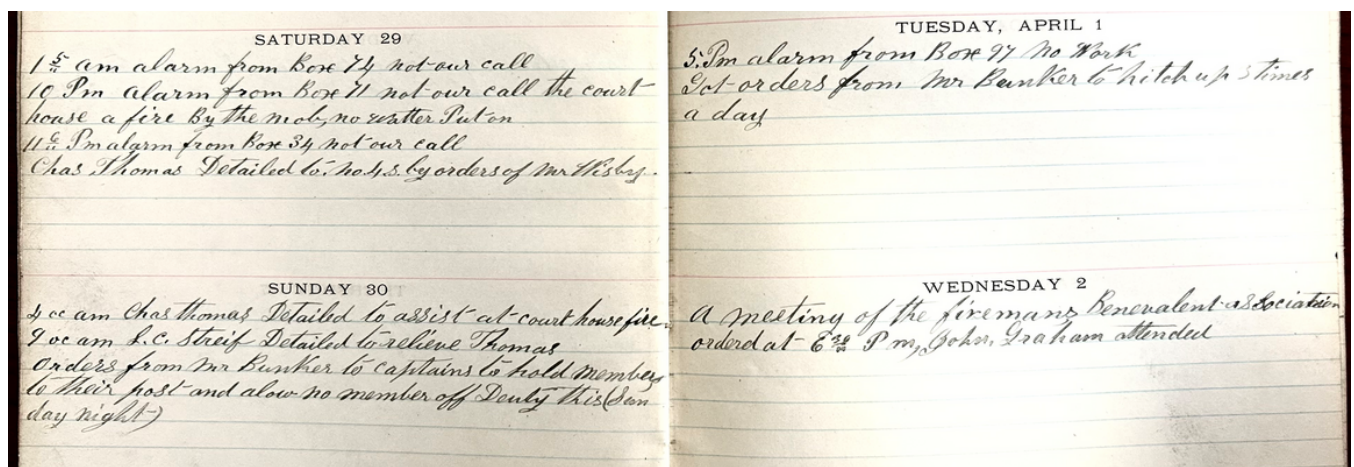 SATURDAY 29
1 5/" am alarm from Box 74 not our call
10 Pm alarm from Box 71 not our call the court
house a fire By the mob, no watter Put on
11 Pm alarm from Box 34 not our call
Chas Thomas Detailed to no 4s. by orders of Mr Wisby.
SUNDAY 30
4 oc am Chas thomas Detailed to assist at court house fire
9 oc am L.C. Streif Detailed to relieve Thomas
orders from Mr Bunker to captains to hold members
to their post and alow no member off Deuty this (Sun
day night)
TUESDAY, APRIL 1
5. Pm alarm from Box 97 No Work
Got orders from Mr Bunker to hitch up 3 times
a day
WEDNESDAY 2
A meeting of the firemans Benevalent association
orderd at Pm, John, Graham attended